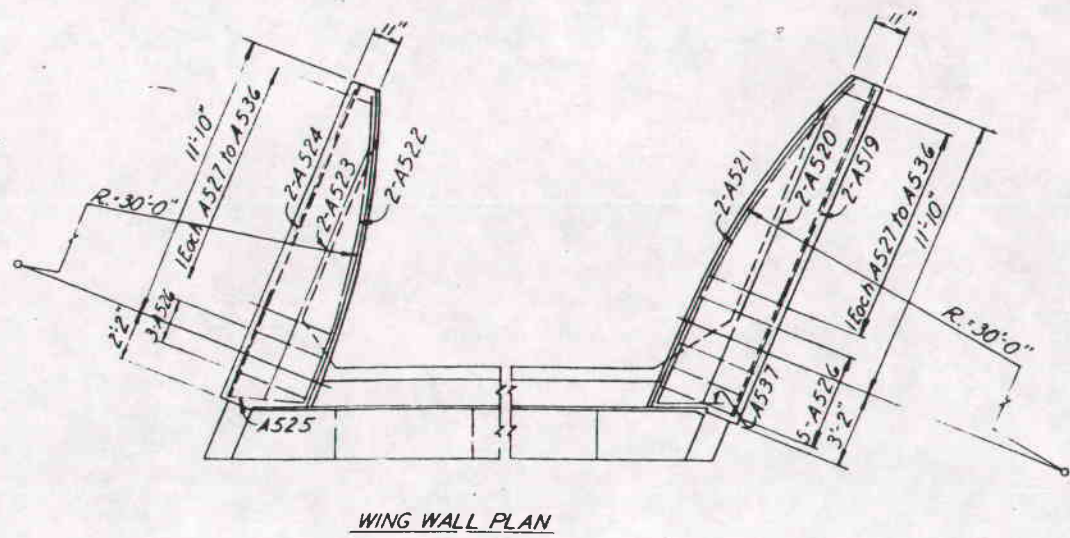 11"
11'-10"
1 Each A527 to A536
2-A524
2-A523
2-A522
R.=30'-0"
2'-2"
3-A526
A525
11"
2-A521
2-A520
2-A519
1 Each A527 to A536
11'-10"
R.=30'-0"
A537
5-A526
3'-2"
WING WALL PLAN